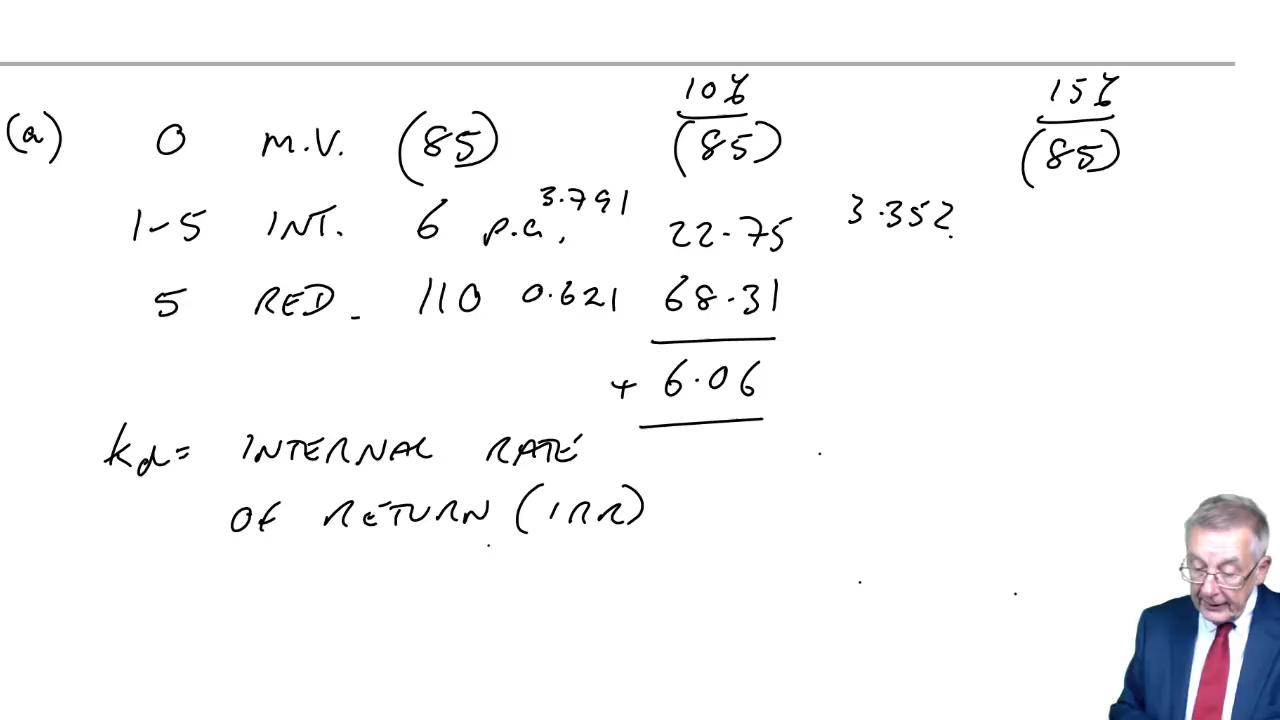 10% 15%
(a) 0 M.V. (85) (85) (85)
1-5 INT. 6 p.a. 3.791 22.75 3.352
5 RED. 110 0.621 68.31
+ 6.06
kd = INTERNAL RATE
OF RETURN (IRR)